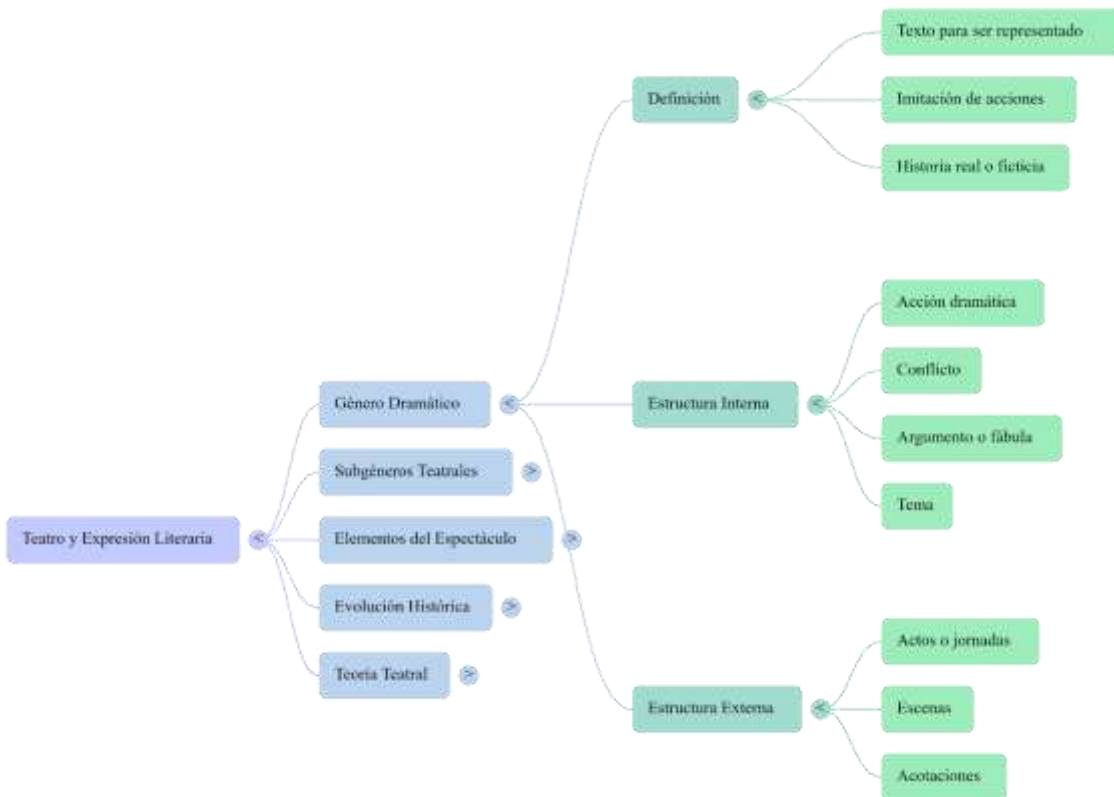 Teatro y Expresión Literaria
Género Dramático
Subgéneros Teatrales
Elementos del Espectáculo
Evolución Histórica
Teoría Teatral
Definición
Texto para ser representado
Imitación de acciones
Historia real o ficticia
Estructura Interna
Acción dramática
Conflicto
Argumento o fábula
Tema
Estructura Externa
Actos o jornadas
Escenas
Acotaciones